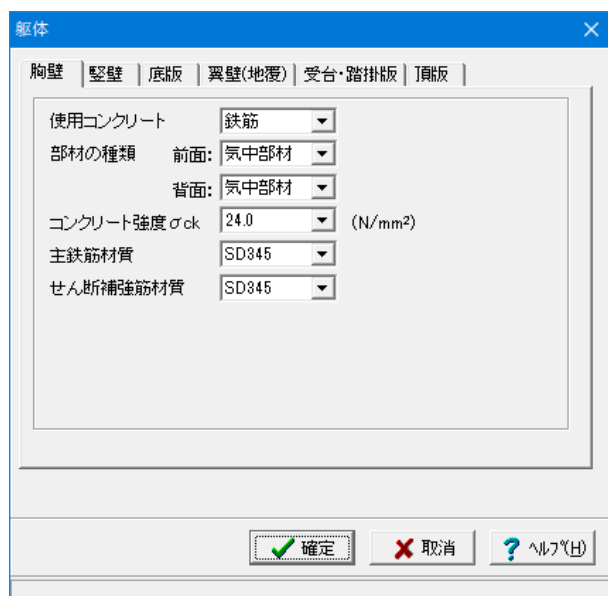 躯体
胸壁 竪壁 底版 翼壁(地覆) 受台・踏掛版 頂版
使用コンクリート 鉄筋
部材の種類 前面: 気中部材
背面: 気中部材
コンクリート強度σck 24.0 (N/mm²)
主鉄筋材質 SD345
せん断補強筋材質 SD345
確定 取消 ヘルプ(H)